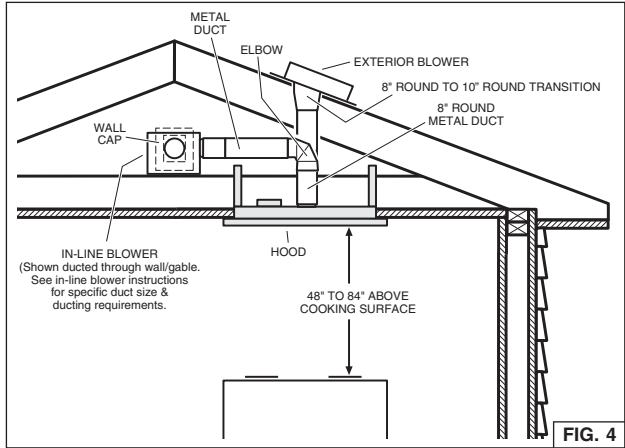 METAL
DUCT
ELBOW
EXTERIOR BLOWER
8" ROUND TO 10” ROUND TRANSITION
8" ROUND
METAL DUCT
WALL
CAP
IN-LINE BLOWER
(Shown ducted through wall/gable.
See in-line blower instructions
for specific duct size &
ducting requirements.
HOOD
48" TO 84" ABOVE
COOKING SURFACE
FIG. 4